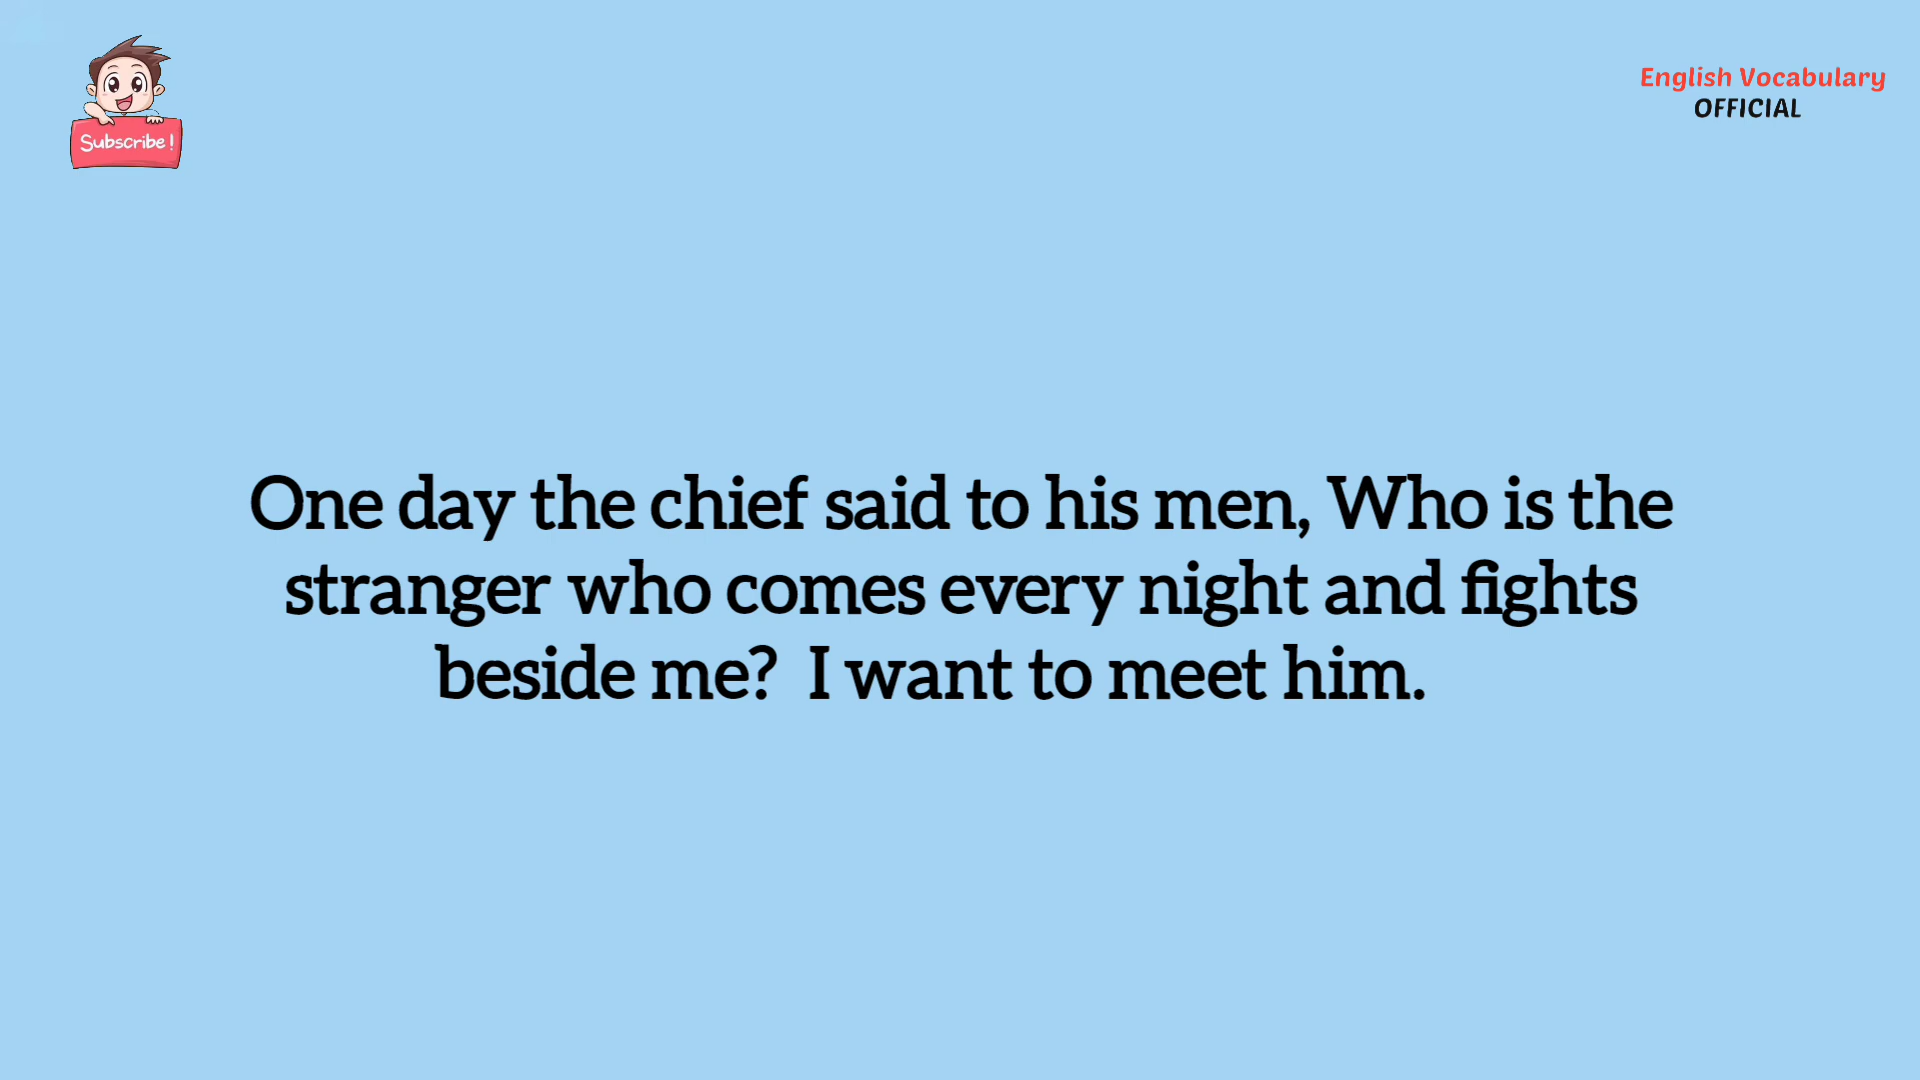 Subscribe!
English Vocabulary
OFFICIAL
One day the chief said to his men, Who is the
stranger who comes every night and fights
beside me?  I want to meet him.